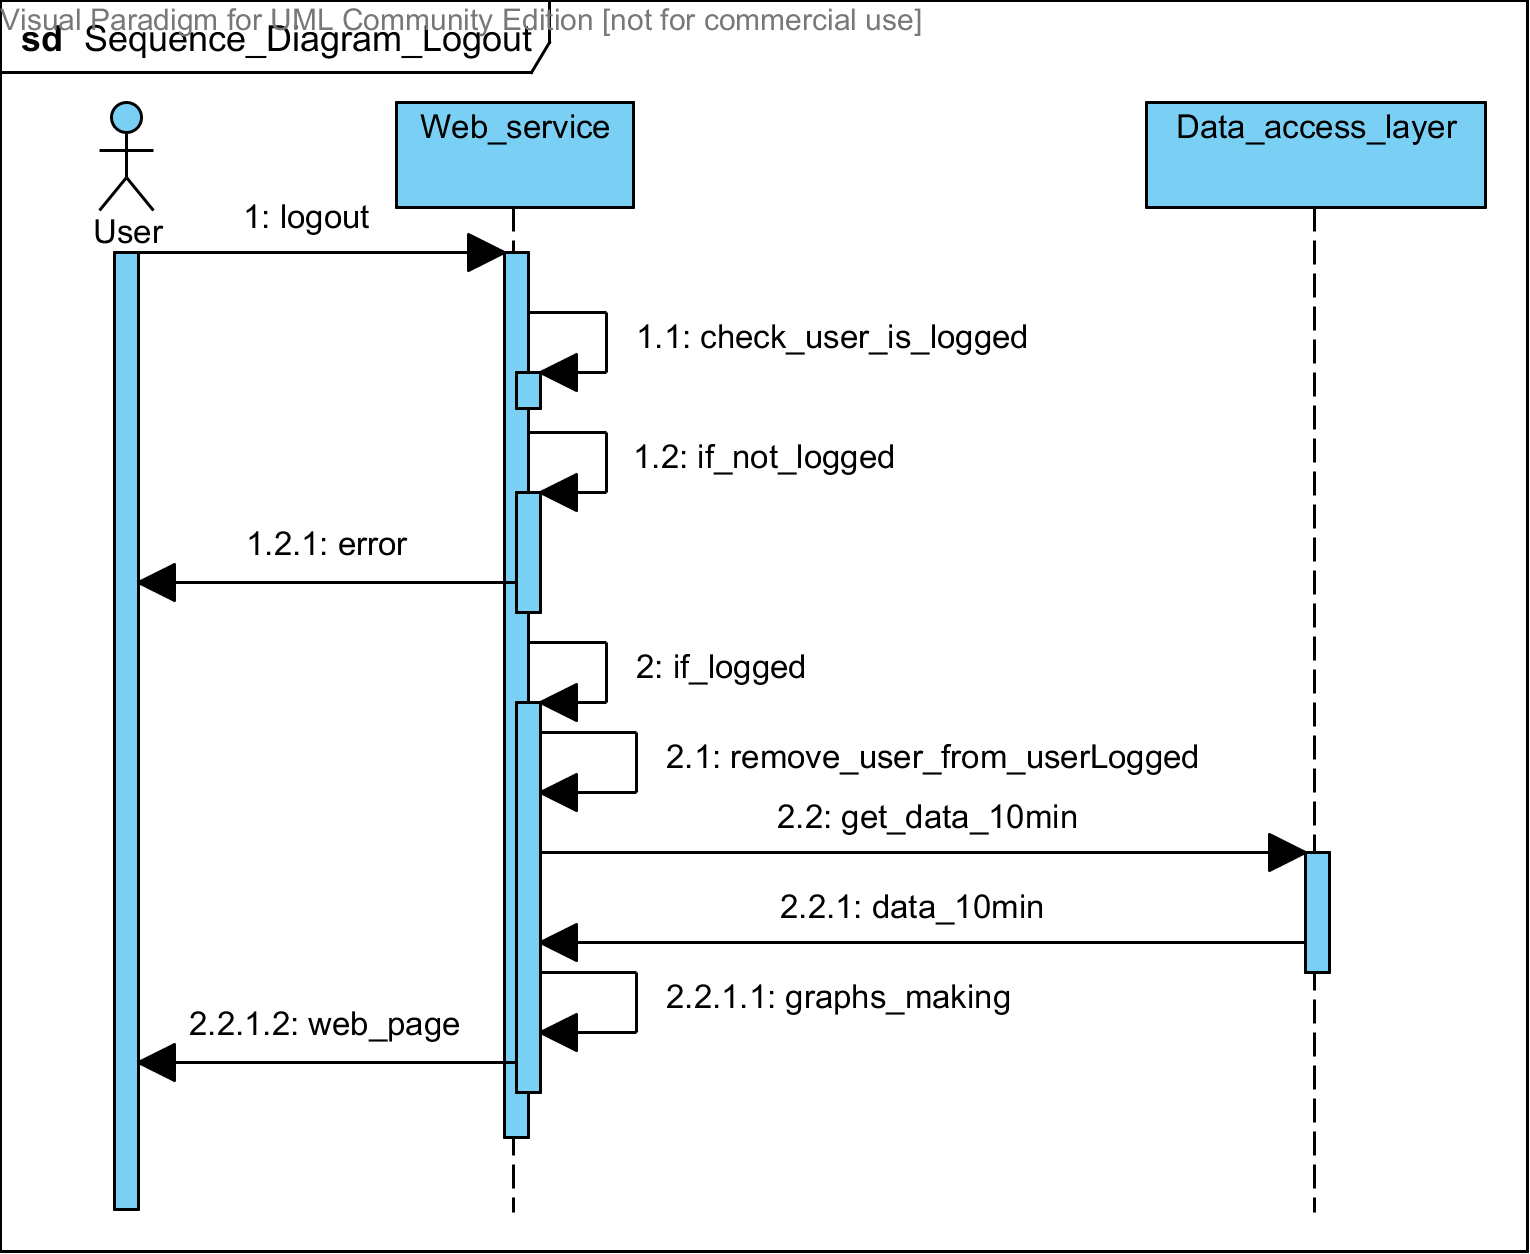 Visual Paradigm for UML Community Edition [not for commercial use]
sd Sequence_Diagram_Logout
Web_service
Data_access_layer
User
1: logout
1.1: check_user_is_logged
1.2: if_not_logged
1.2.1: error
2: if_logged
2.1: remove_user_from_userLogged
2.2: get_data_10min
2.2.1: data_10min
2.2.1.1: graphs_making
2.2.1.2: web_page